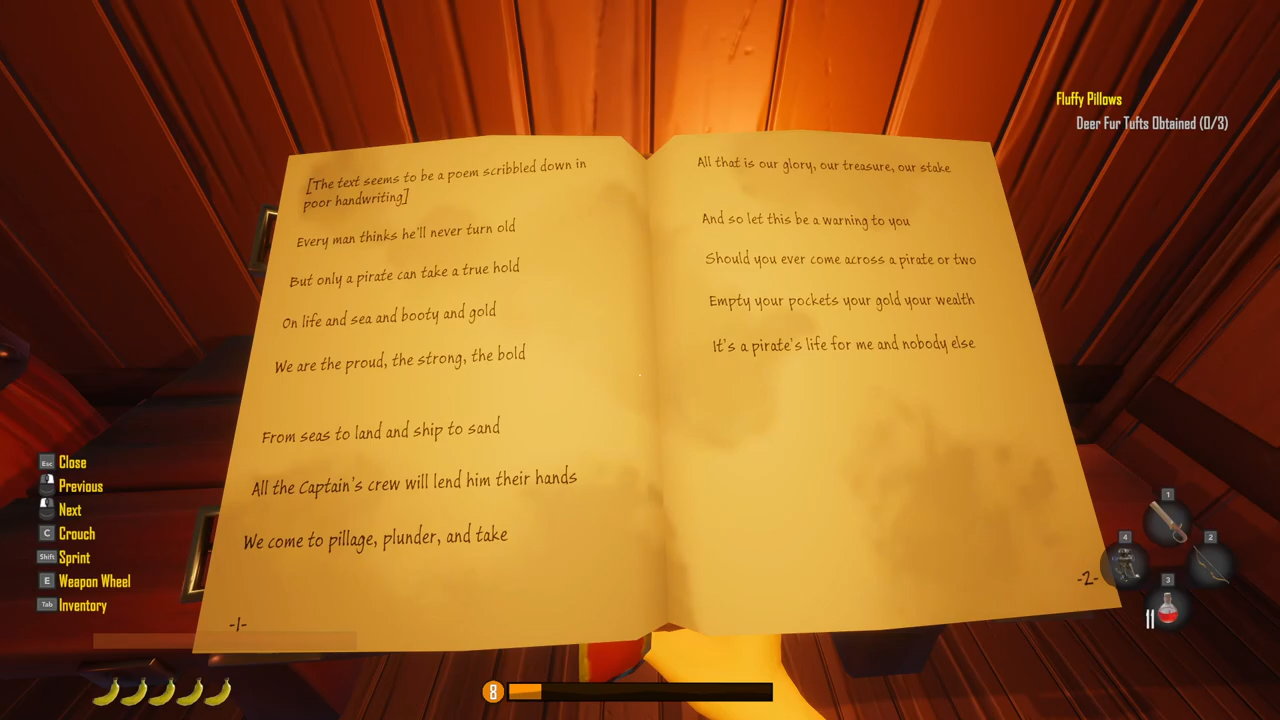 Fluffy Pillows
Deer Fur Tufts Obtained (0/3)
[The text seems to be a poem scribbled down in
poor handwriting]
Every man thinks he'll never turn old
But only a pirate can take a true hold
On life and sea and booty and gold
We are the proud, the strong, the bold
From seas to land and ship to sand
All the Captain's crew will lend him their hands
We come to pillage, plunder, and take
-1-
All that is our glory, our treasure, our stake
And so let this be a warning to you
Should you ever come across a pirate or two
Empty your pockets your gold your wealth
It's a pirate's life for me and nobody else
-2-
Esc Close
Previous
Next
C Crouch
Shift Sprint
E Weapon Wheel
Tab Inventory
8
1
4
2
3
11